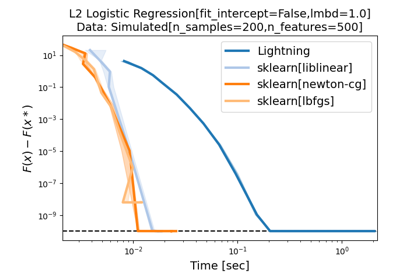 L2 Logistic Regression[fit_intercept=False,lmbd=1.0]
Data: Simulated[n_samples=200,n_features=500]
Lightning
sklearn[liblinear]
sklearn[newton-cg]
sklearn[lbfgs]
F(x) − F(x*)
10¹
10⁻¹
10⁻³
10⁻⁵
10⁻⁷
10⁻⁹
10⁻² 10⁻¹ 10⁰
Time [sec]